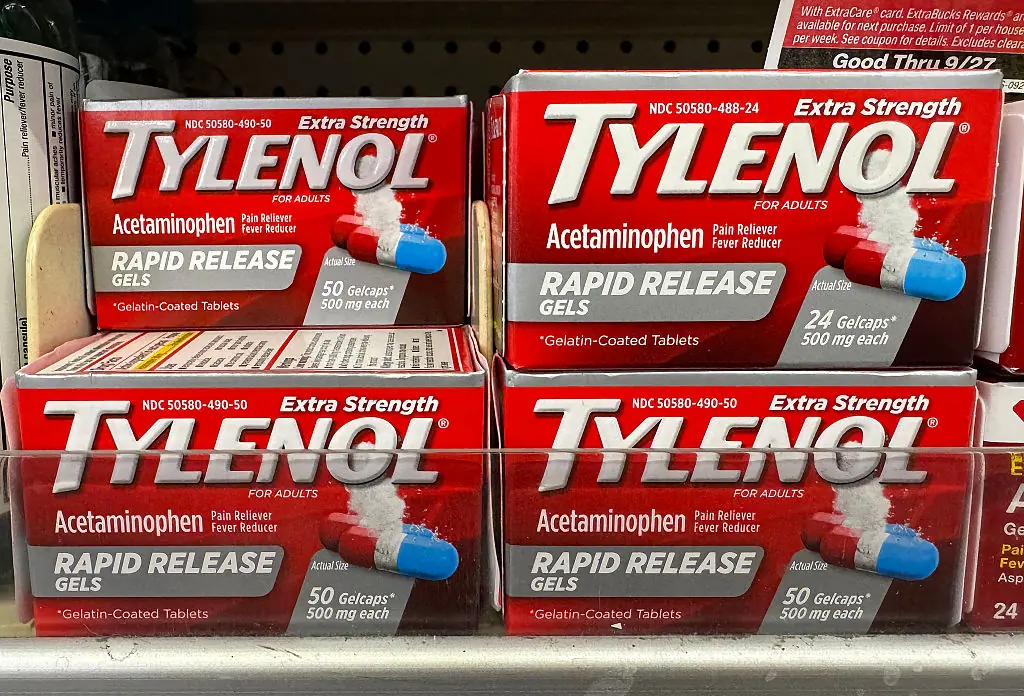 With ExtraCare® card. ExtraBucks Rewards®
available for next purchase. Limit of 1 per
per week. See coupon for details. Excludes
Good Thru 9/27
Purpose
Pain reliever/fever reducer
NDC 50580-490-50
Extra Strength
TYLENOL®
FOR ADULTS
Acetaminophen Pain Reliever
Fever Reducer
RAPID RELEASE
GELS
*Gelatin-Coated Tablets
Actual Size
50 Gelcaps*
500 mg each
NDC 50580-488-24
Extra Strength
TYLENOL®
FOR ADULTS
Acetaminophen Pain Reliever
Fever Reducer
RAPID RELEASE
GELS
*Gelatin-Coated Tablets
Actual Size
24 Gelcaps*
500 mg each
NDC 50580-490-50
Extra Strength
TYLENOL®
FOR ADULTS
Acetaminophen Pain Reliever
Fever Reducer
RAPID RELEASE
GELS
*Gelatin-Coated Tablets
Actual Size
50 Gelcaps*
500 mg each
NDC 50580-490-50
Extra Strength
TYLENOL®
FOR ADULTS
Acetaminophen Pain Reliever
Fever Reducer
RAPID RELEASE
GELS
*Gelatin-Coated Tablets
Actual Size
50 Gelcaps*
500 mg each
24